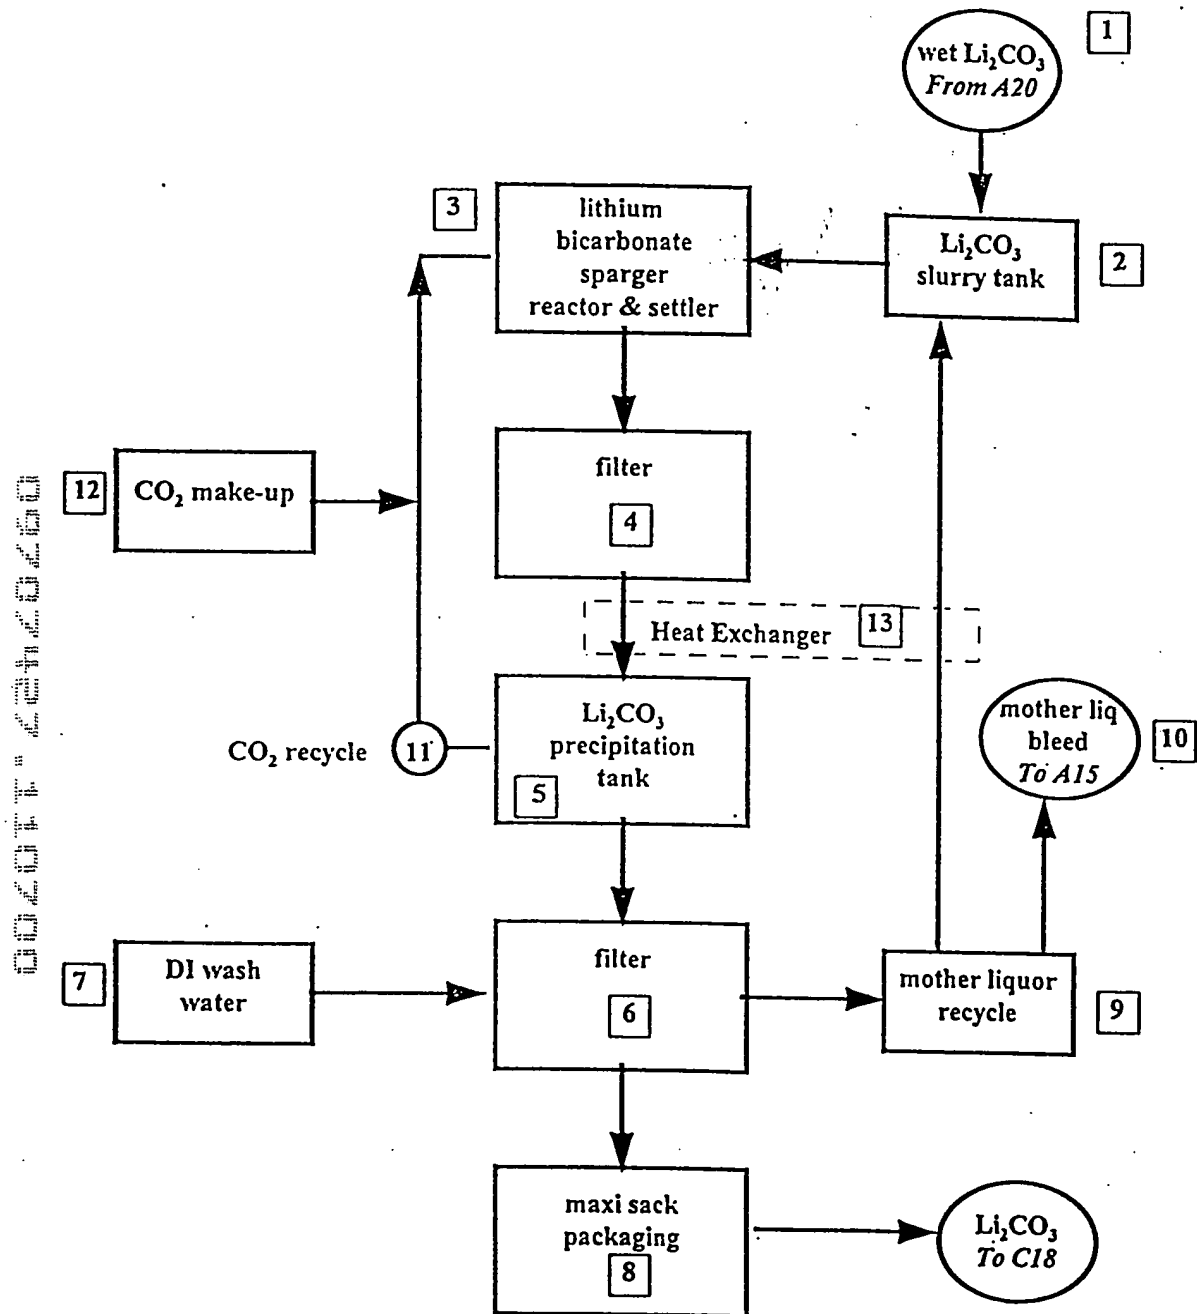 1
wet Li₂CO₃
From A20
3
lithium
bicarbonate
sparger
reactor & settler
Li₂CO₃
slurry tank
2
12
CO₂ make-up
filter
4
Heat Exchanger
13
CO₂ recycle
11
Li₂CO₃
precipitation
tank
5
mother liq
bleed
To A15
10
7
DI wash
water
filter
6
mother liquor
recycle
9
maxi sack
packaging
8
Li₂CO₃
To C18